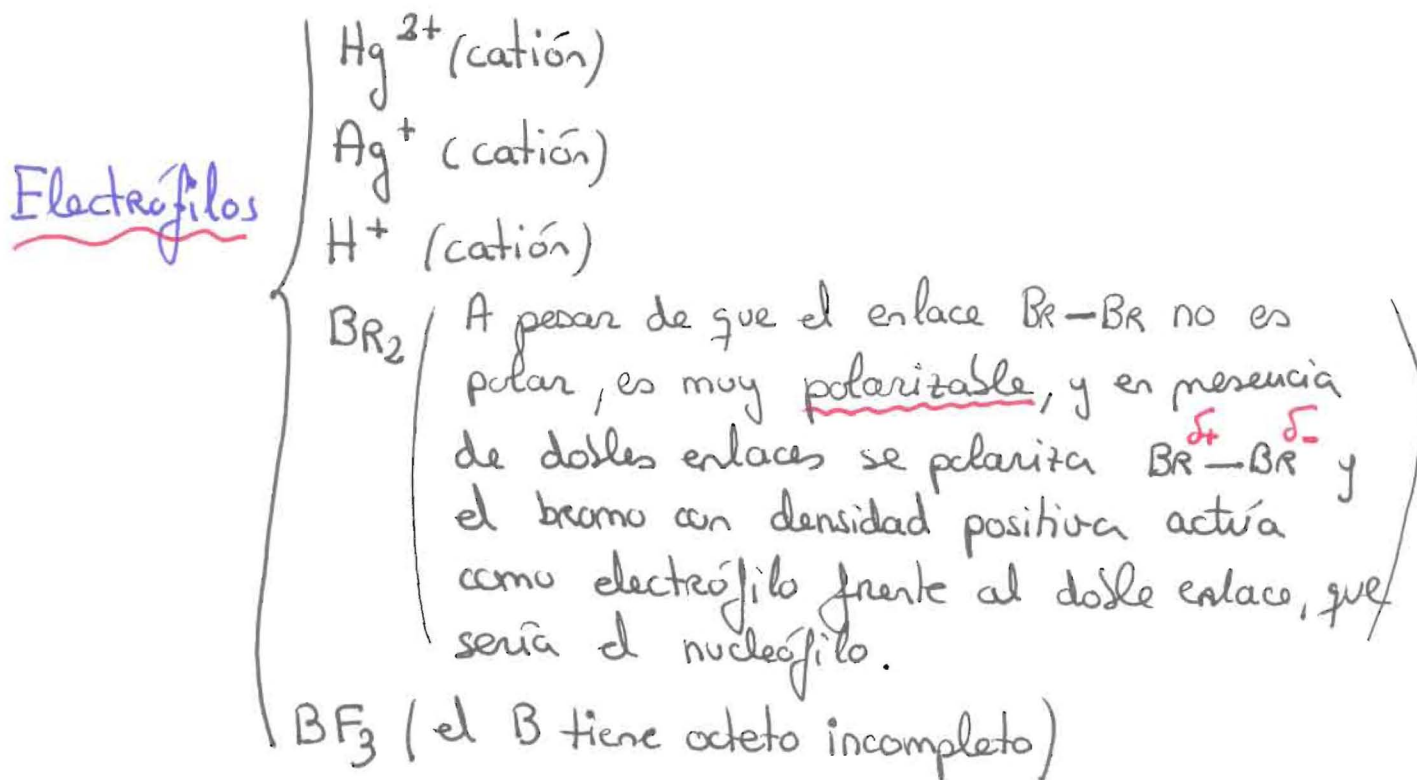 Electrófilos
Hg²⁺ (catión)
Ag⁺ (catión)
H⁺ (catión)
BR₂ (A pesar de que el enlace BR–BR no es
polar, es muy polarizable, y en presencia
de dobles enlaces se polariza BR^δ+–BR^δ- y
el bromo con densidad positiva actúa
como electrófilo frente al doble enlace, que
sería el nucleófilo.)
BF₃ (el B tiene octeto incompleto)